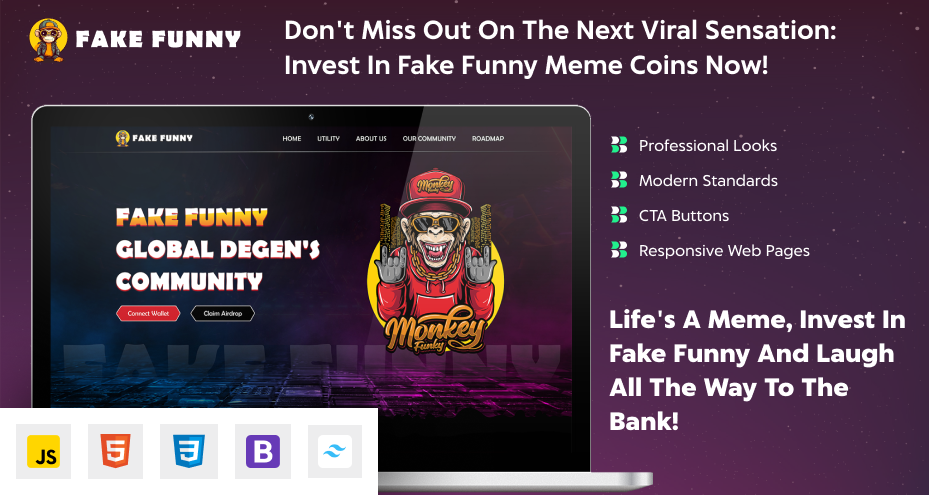 FAKE FUNNY
Don't Miss Out On The Next Viral Sensation:
Invest In Fake Funny Meme Coins Now!
FAKE FUNNY
HOME UTILITY ABOUT US OUR COMMUNITY ROADMAP
FAKE FUNNY
GLOBAL DEGEN'S
COMMUNITY
Connect Wallet Claim Airdrop
Monkey
Monkey
Funky
FAKE FUNNY
Professional Looks
Modern Standards
CTA Buttons
Responsive Web Pages
Life's A Meme, Invest In
Fake Funny And Laugh
All The Way To The
Bank!
JS 5 3 B